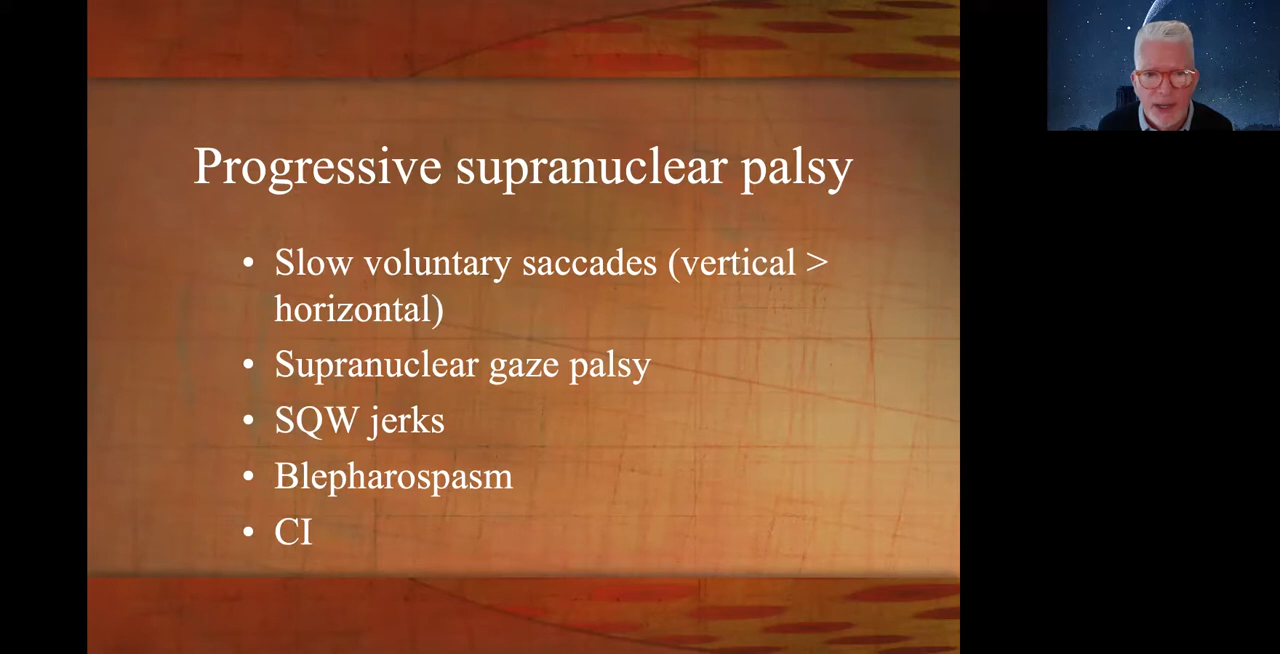 Progressive supranuclear palsy
• Slow voluntary saccades (vertical >
horizontal)
• Supranuclear gaze palsy
• SQW jerks
• Blepharospasm
• CI